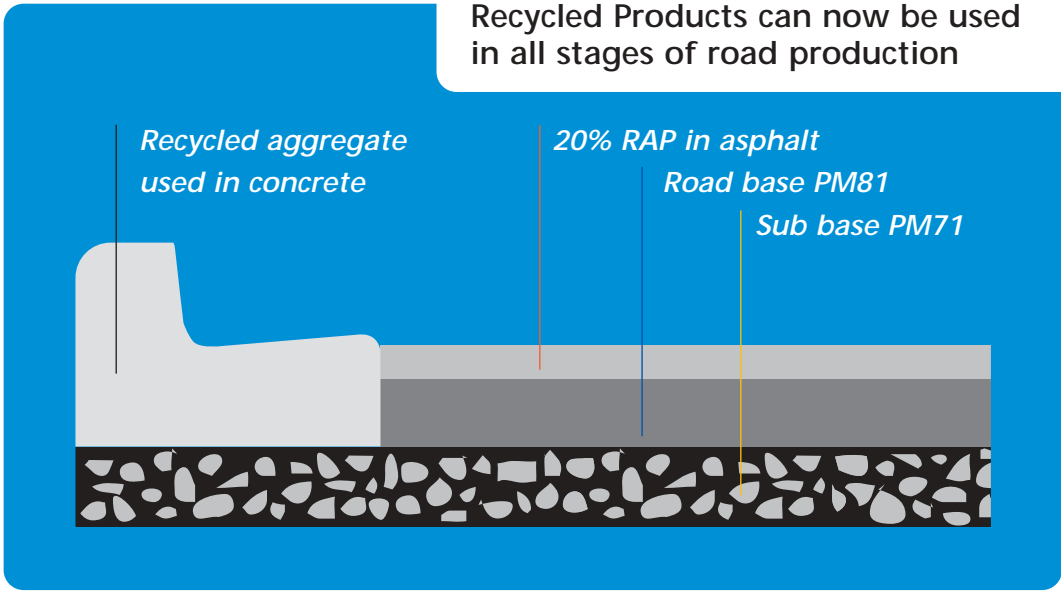 Recycled Products can now be used
in all stages of road production
Recycled aggregate
used in concrete
20% RAP in asphalt
Road base PM81
Sub base PM71